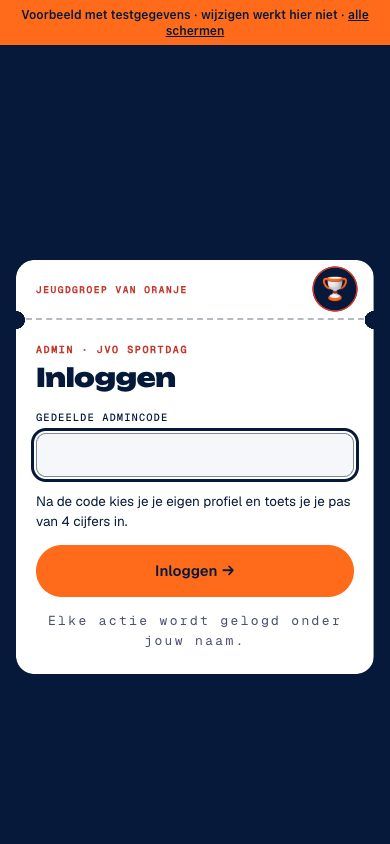 Voorbeeld met testgegevens · wijzigen werkt hier niet · alle
schermen
JEUGDGROEP VAN ORANJE
ADMIN · JVO SPORTDAG
Inloggen
GEDEELDE ADMINCODE
Na de code kies je je eigen profiel en toets je je pas
van 4 cijfers in.
Inloggen →
Elke actie wordt gelogd onder
jouw naam.